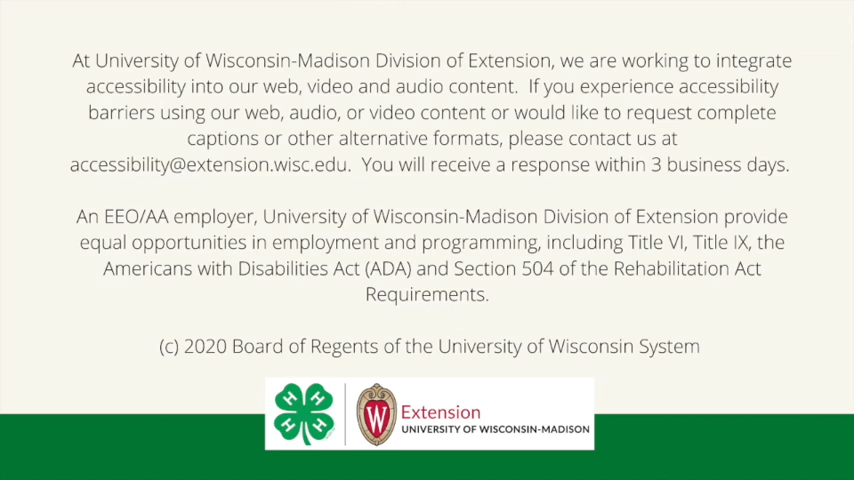 At University of Wisconsin-Madison Division of Extension, we are working to integrate
accessibility into our web, video and audio content.  If you experience accessibility
barriers using our web, audio, or video content or would like to request complete
captions or other alternative formats, please contact us at
accessibility@extension.wisc.edu.  You will receive a response within 3 business days.
An EEO/AA employer, University of Wisconsin-Madison Division of Extension provide
equal opportunities in employment and programming, including Title VI, Title IX, the
Americans with Disabilities Act (ADA) and Section 504 of the Rehabilitation Act
Requirements.
(c) 2020 Board of Regents of the University of Wisconsin System
H H
H H
W
Extension
UNIVERSITY OF WISCONSIN-MADISON